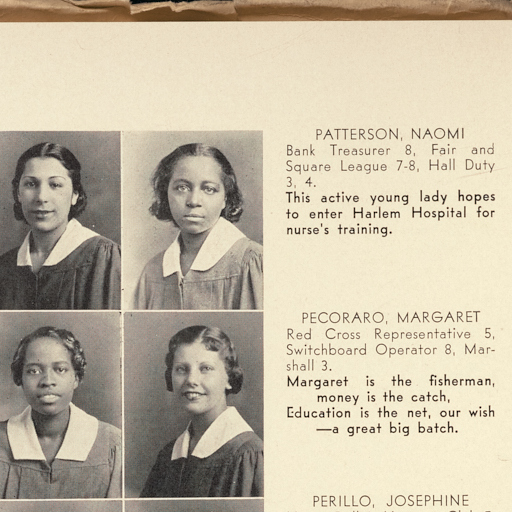 PATTERSON, NAOMI
Bank Treasurer 8, Fair and
Square League 7-8, Hall Duty
3, 4.
This active young lady hopes
to enter Harlem Hospital for
nurse's training.
PECORARO, MARGARET
Red Cross Representative 5,
Switchboard Operator 8, Mar-
shall 3.
Margaret is the fisherman,
money is the catch,
Education is the net, our wish
—a great big batch.
PERILLO, JOSEPHINE